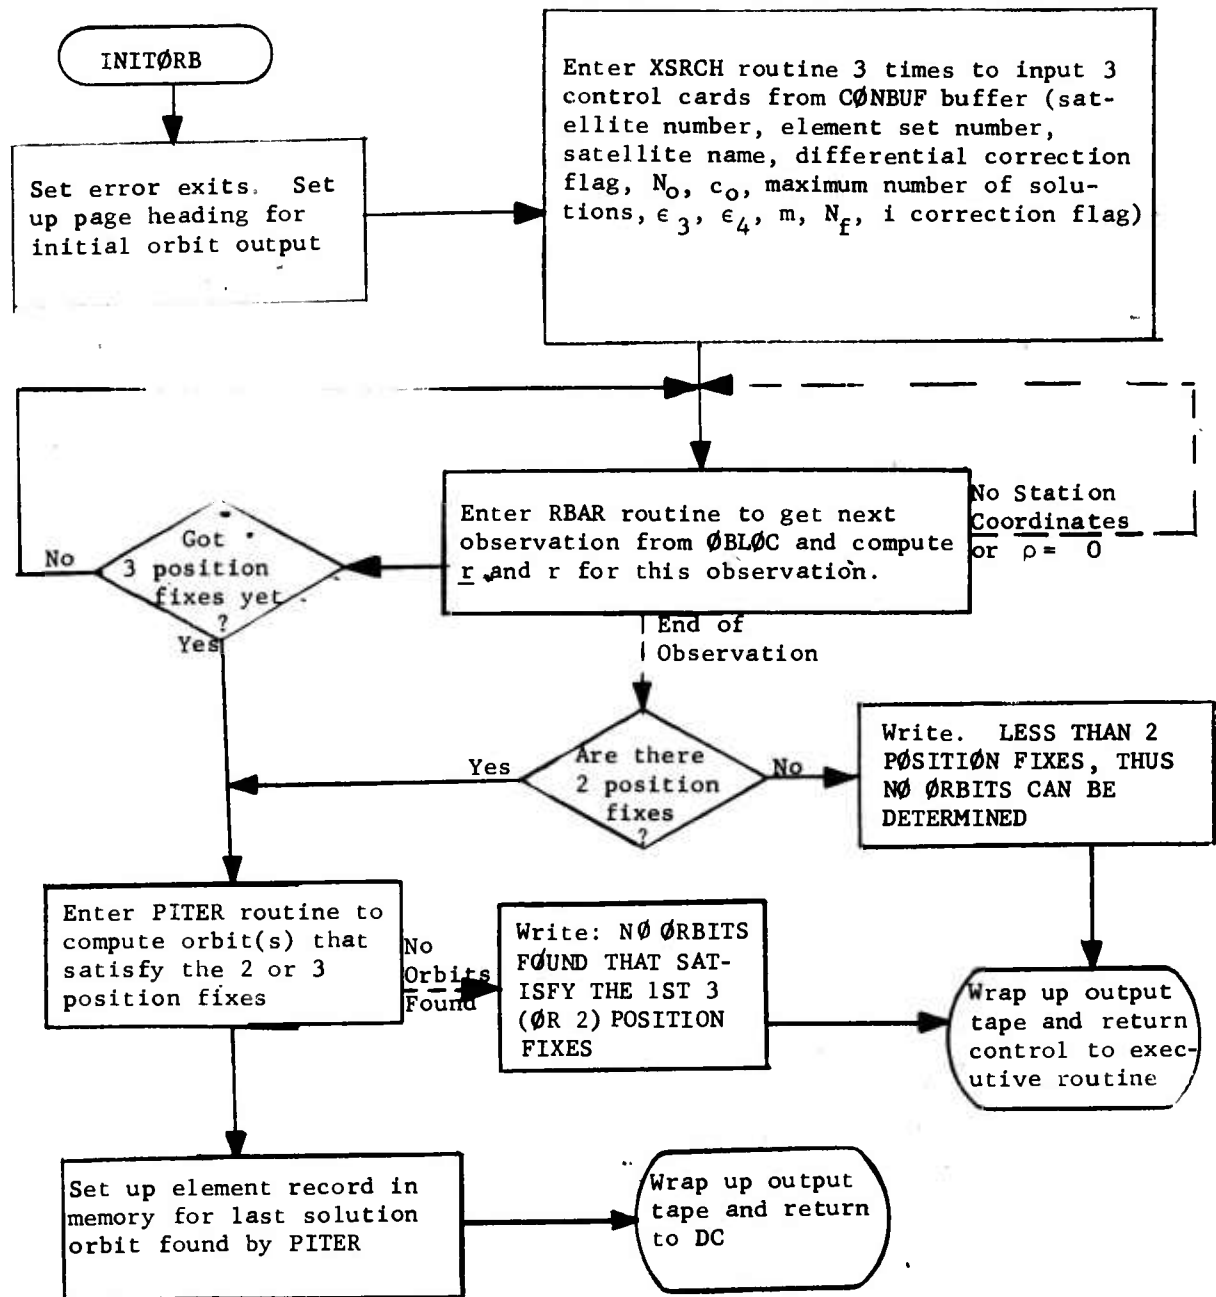 INITØRB
Set error exits. Set
up page heading for
initial orbit output
Enter XSRCH routine 3 times to input 3
control cards from CØNBUF buffer (sat-
ellite number, element set number,
satellite name, differential correction
flag, N₀, c₀, maximum number of solu-
tions, ϵ₃, ϵ₄, m, N_f, i correction flag)
Enter RBAR routine to get next
observation from ØBLØC and compute
r and r for this observation.
No Station
Coordinates
or ρ = 0
Got
3 position
fixes yet
?
No
Yes
End of
Observation
Are there
2 position
fixes
?
Yes
No
Write. LESS THAN 2
PØSITIØN FIXES, THUS
NØ ØRBITS CAN BE
DETERMINED
Enter PITER routine to
compute orbit(s) that
satisfy the 2 or 3
position fixes
No
Orbits
Found
Write: NØ ØRBITS
FØUND THAT SAT-
ISFY THE 1ST 3
(ØR 2) POSITION
FIXES
Wrap up output
tape and return
control to exec-
utive routine
Set up element record in
memory for last solution
orbit found by PITER
Wrap up output
tape and return
to DC